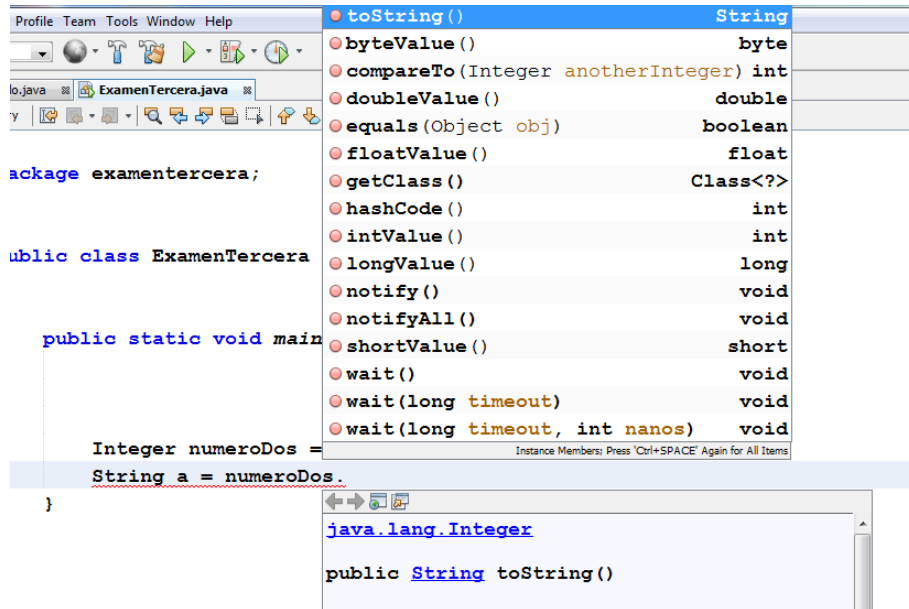 Profile Team Tools Window Help
lo.java ExamenTercera.java
y
ackage examentercera;
ublic class ExamenTercera
public static void main
Integer numeroDos =
String a = numeroDos.
}
toString() String
byteValue() byte
compareTo(Integer anotherInteger) int
doubleValue() double
equals(Object obj) boolean
floatValue() float
getClass() Class<?>
hashCode() int
intValue() int
longValue() long
notify() void
notifyAll() void
shortValue() short
wait() void
wait(long timeout) void
wait(long timeout, int nanos) void
Instance Members; Press 'Ctrl+SPACE' Again for All Items
java.lang.Integer
public String toString()